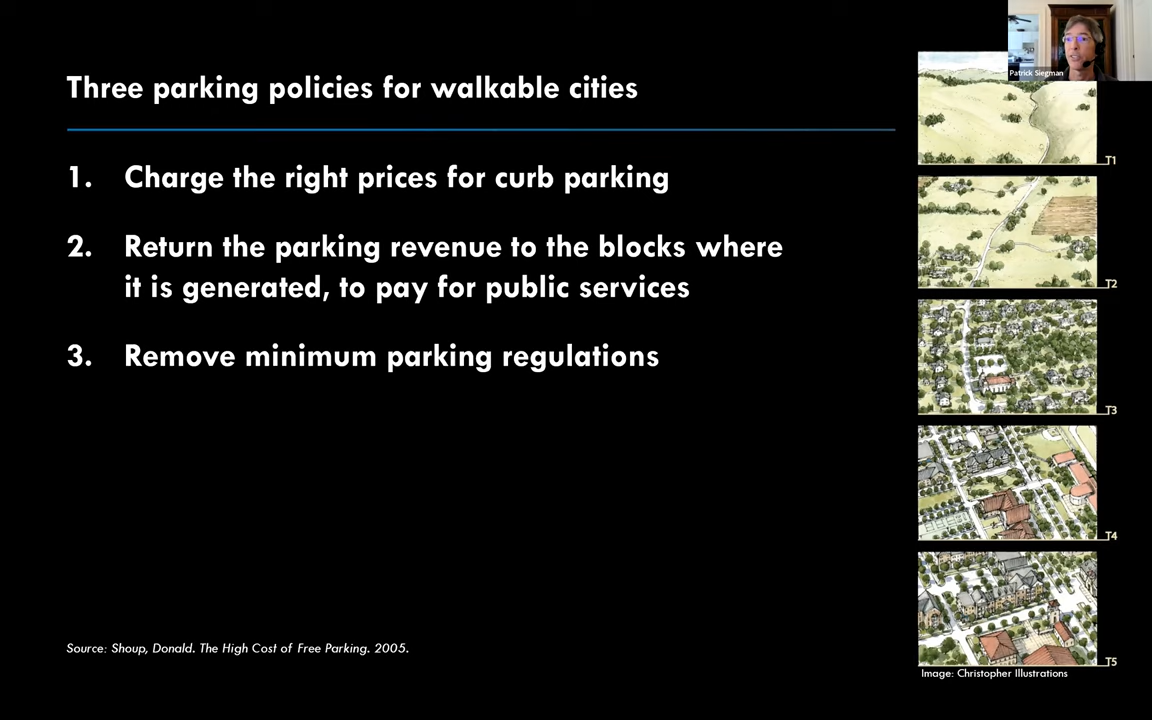 Three parking policies for walkable cities
1. Charge the right prices for curb parking
2. Return the parking revenue to the blocks where
it is generated, to pay for public services
3. Remove minimum parking regulations
Source: Shoup, Donald. The High Cost of Free Parking. 2005.
Patrick Siegman
T1
T2
T3
T4
T5
Image: Christopher Illustrations